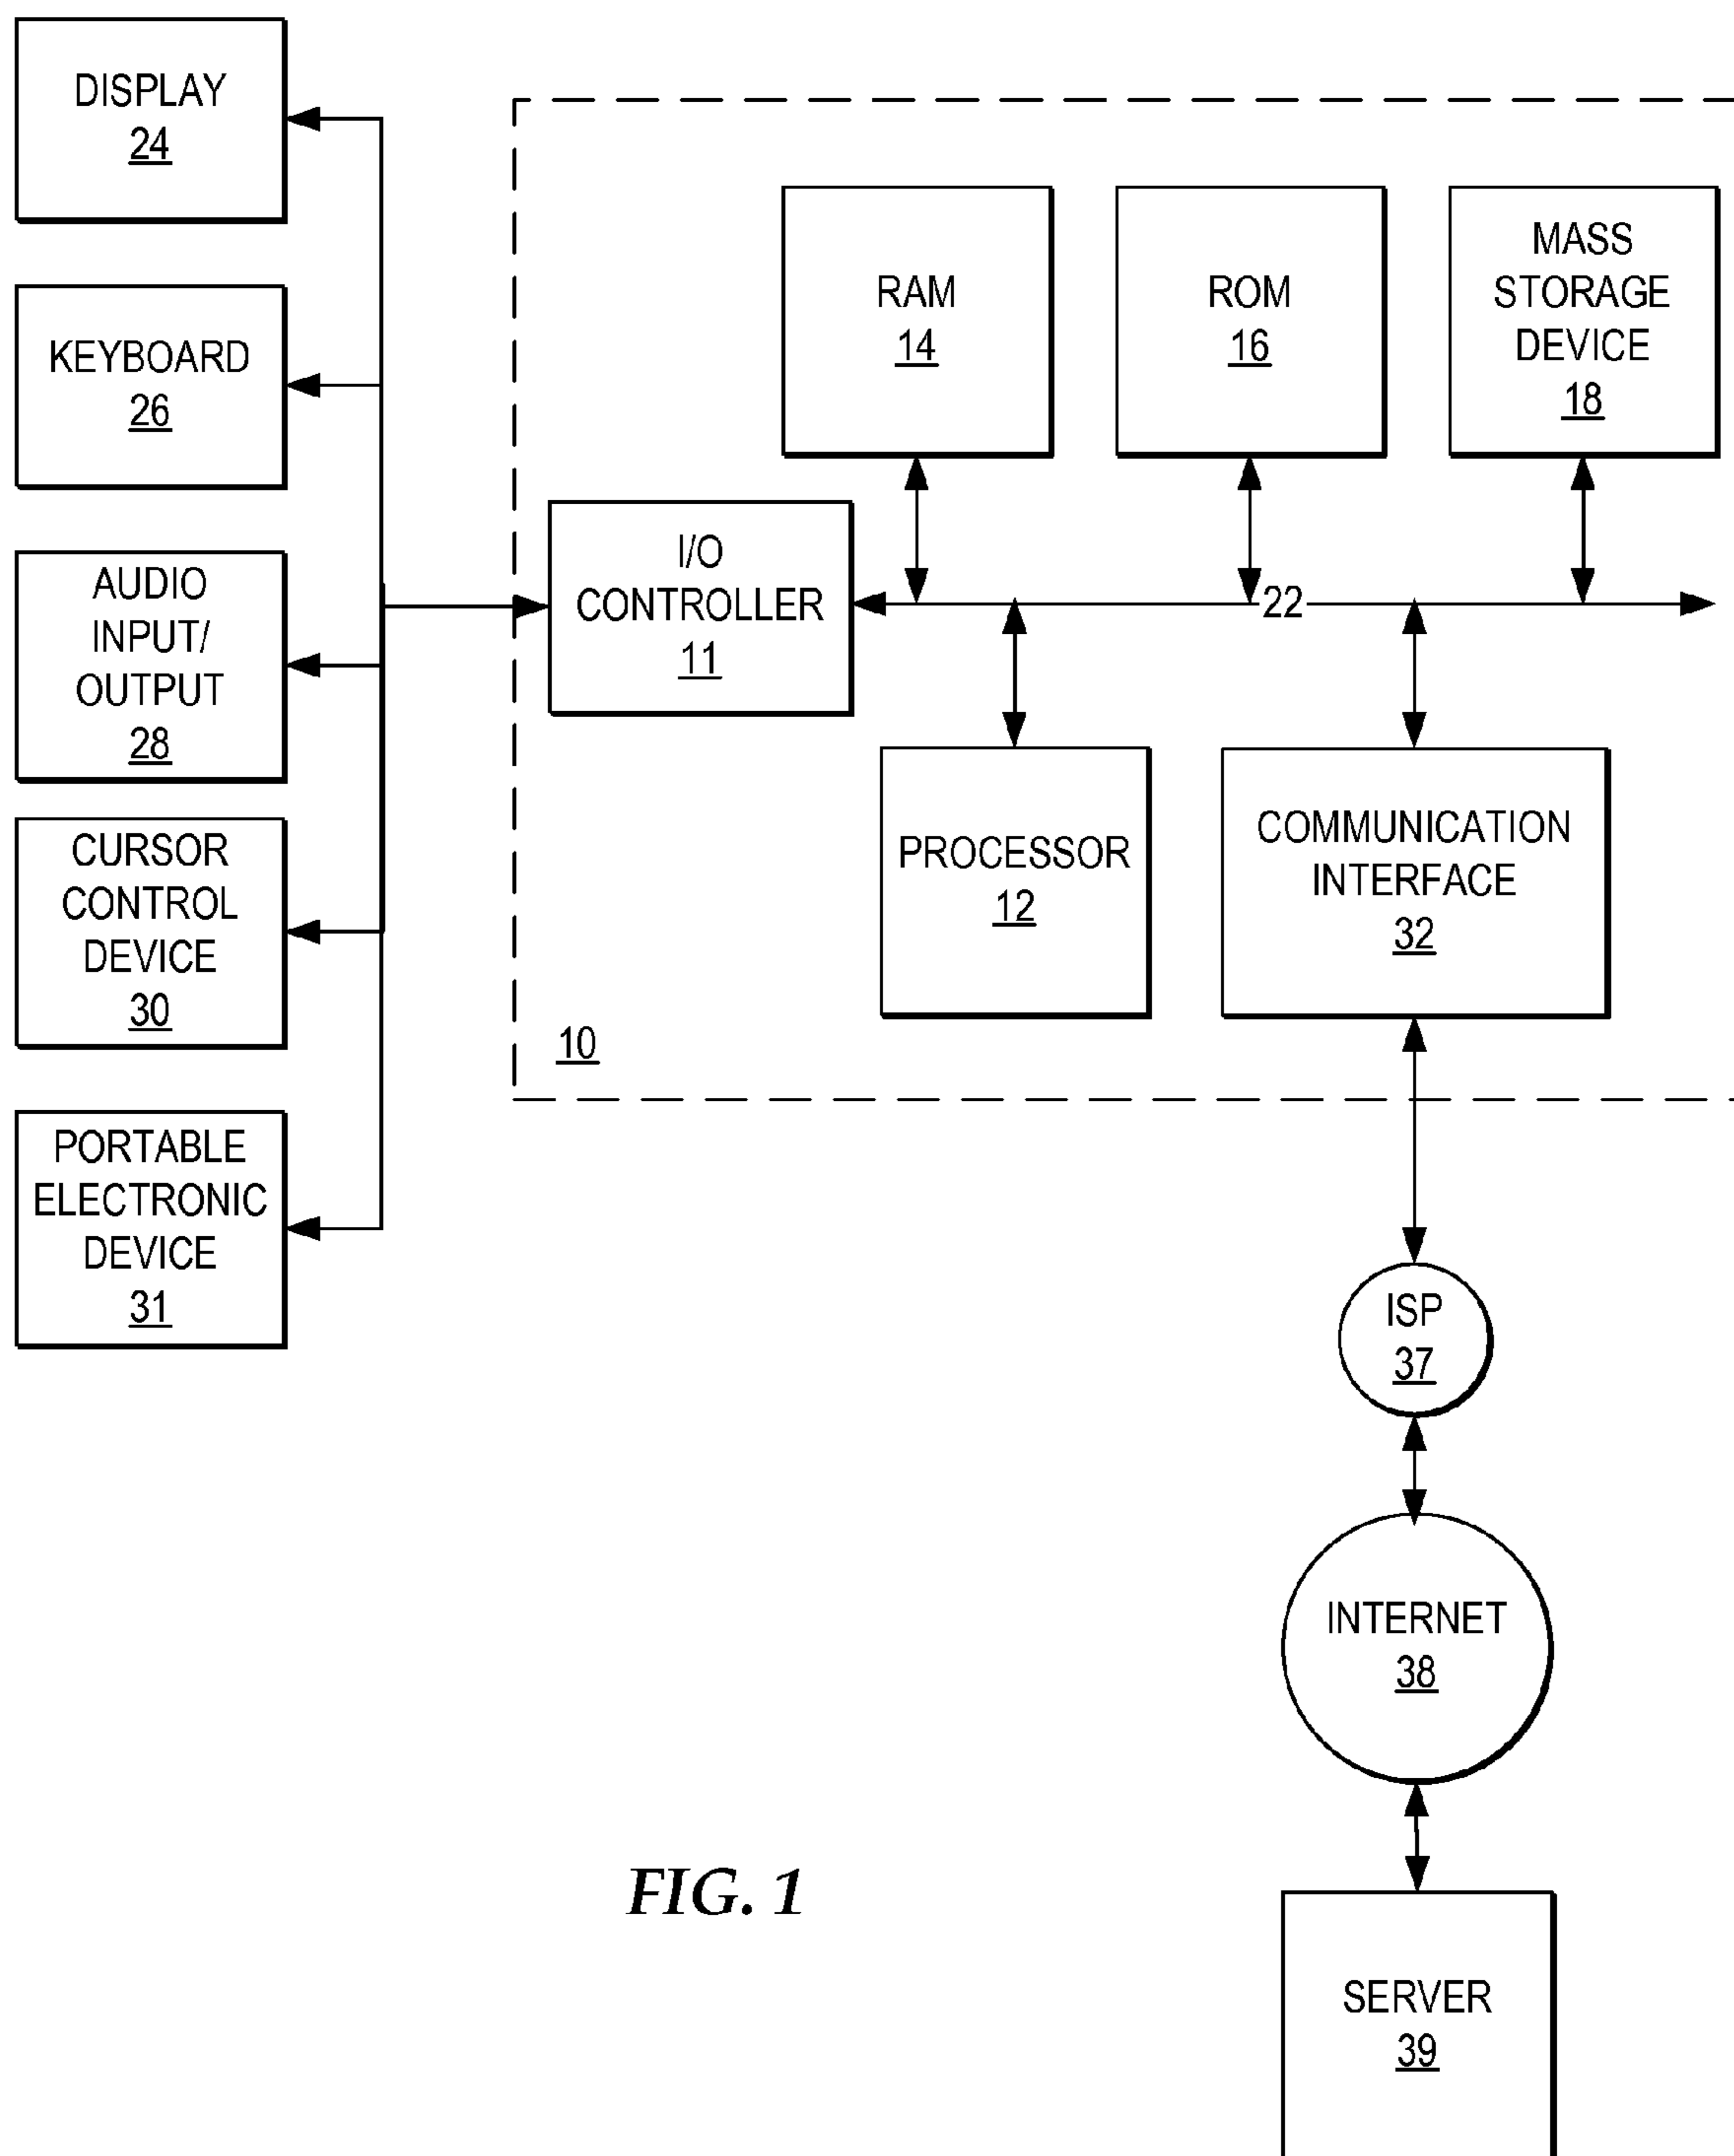 DISPLAY
24
KEYBOARD
26
AUDIO
INPUT/
OUTPUT
28
CURSOR
CONTROL
DEVICE
30
PORTABLE
ELECTRONIC
DEVICE
31
RAM
14
ROM
16
MASS
STORAGE
DEVICE
18
I/O
CONTROLLER
11
22
PROCESSOR
12
COMMUNICATION
INTERFACE
32
10
ISP
37
INTERNET
38
SERVER
39
FIG. 1